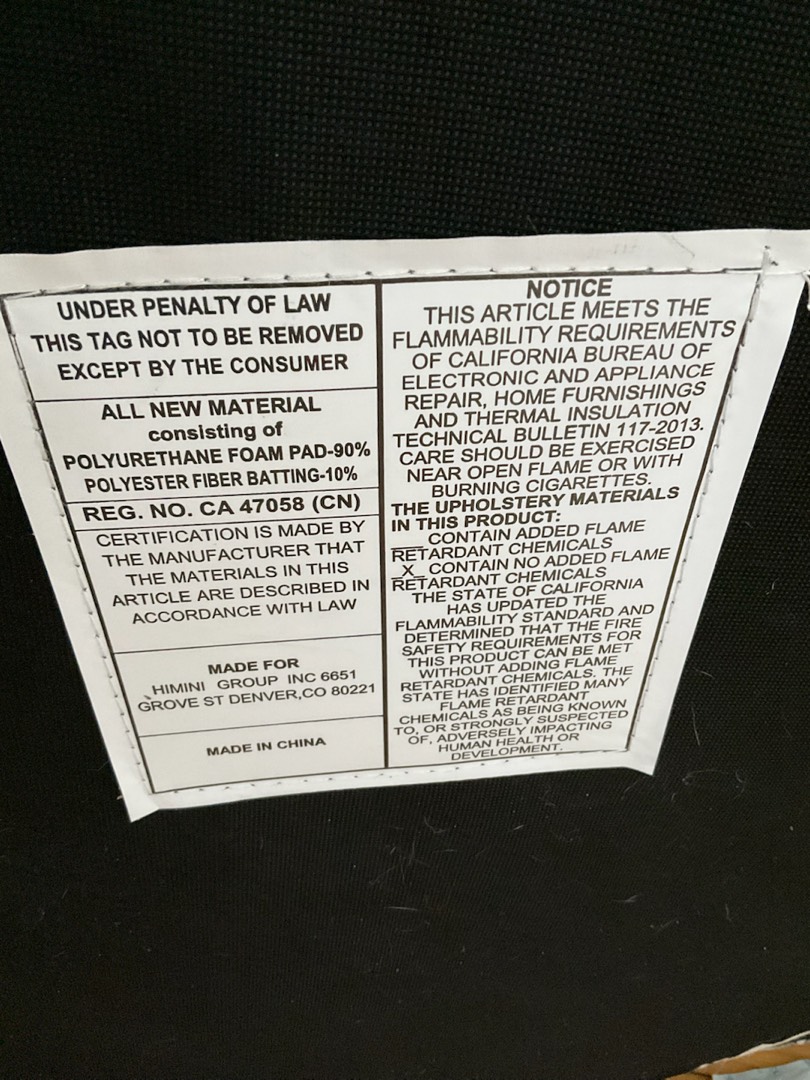 UNDER PENALTY OF LAW
THIS TAG NOT TO BE REMOVED
EXCEPT BY THE CONSUMER
ALL NEW MATERIAL
consisting of
POLYURETHANE FOAM PAD-90%
POLYESTER FIBER BATTING-10%
REG. NO. CA 47058 (CN)
CERTIFICATION IS MADE BY
THE MANUFACTURER THAT
THE MATERIALS IN THIS
ARTICLE ARE DESCRIBED IN
ACCORDANCE WITH LAW
MADE FOR
HIMINI GROUP INC 6651
GROVE ST DENVER,CO 80221
MADE IN CHINA
NOTICE
THIS ARTICLE MEETS THE
FLAMMABILITY REQUIREMENTS
OF CALIFORNIA BUREAU OF
ELECTRONIC AND APPLIANCE
REPAIR, HOME FURNISHINGS
AND THERMAL INSULATION
TECHNICAL BULLETIN 117-2013.
CARE SHOULD BE EXERCISED
NEAR OPEN FLAME OR WITH
BURNING CIGARETTES.
THE UPHOLSTERY MATERIALS
IN THIS PRODUCT:
__ CONTAIN ADDED FLAME
RETARDANT CHEMICALS
X CONTAIN NO ADDED FLAME
RETARDANT CHEMICALS
THE STATE OF CALIFORNIA
HAS UPDATED THE
FLAMMABILITY STANDARD AND
DETERMINED THAT THE FIRE
SAFETY REQUIREMENTS FOR
THIS PRODUCT CAN BE MET
WITHOUT ADDING FLAME
RETARDANT CHEMICALS. THE
STATE HAS IDENTIFIED MANY
FLAME RETARDANT
CHEMICALS AS BEING KNOWN
TO, OR STRONGLY SUSPECTED
OF, ADVERSELY IMPACTING
HUMAN HEALTH OR
DEVELOPMENT.